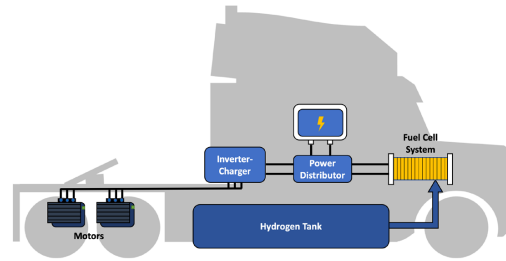 Fuel Cell
System
Inverter-
Charger
Power
Distributor
Hydrogen Tank
Motors